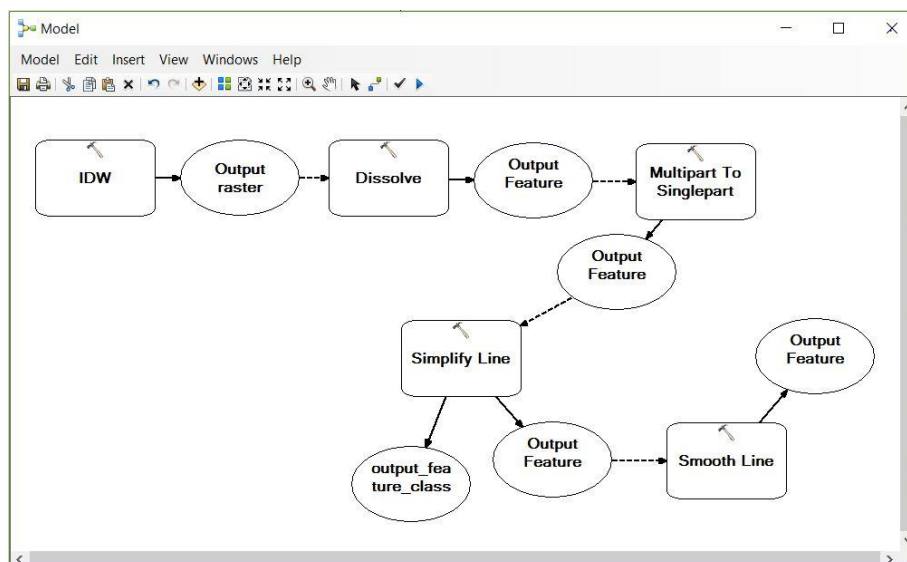 Model
Model Edit Insert View Windows Help
IDW
Output
raster
Dissolve
Output
Feature
Multipart To
Singlepart
Output
Feature
Simplify Line
Output
Feature
output_fea
ture_class
Output
Feature
Smooth Line